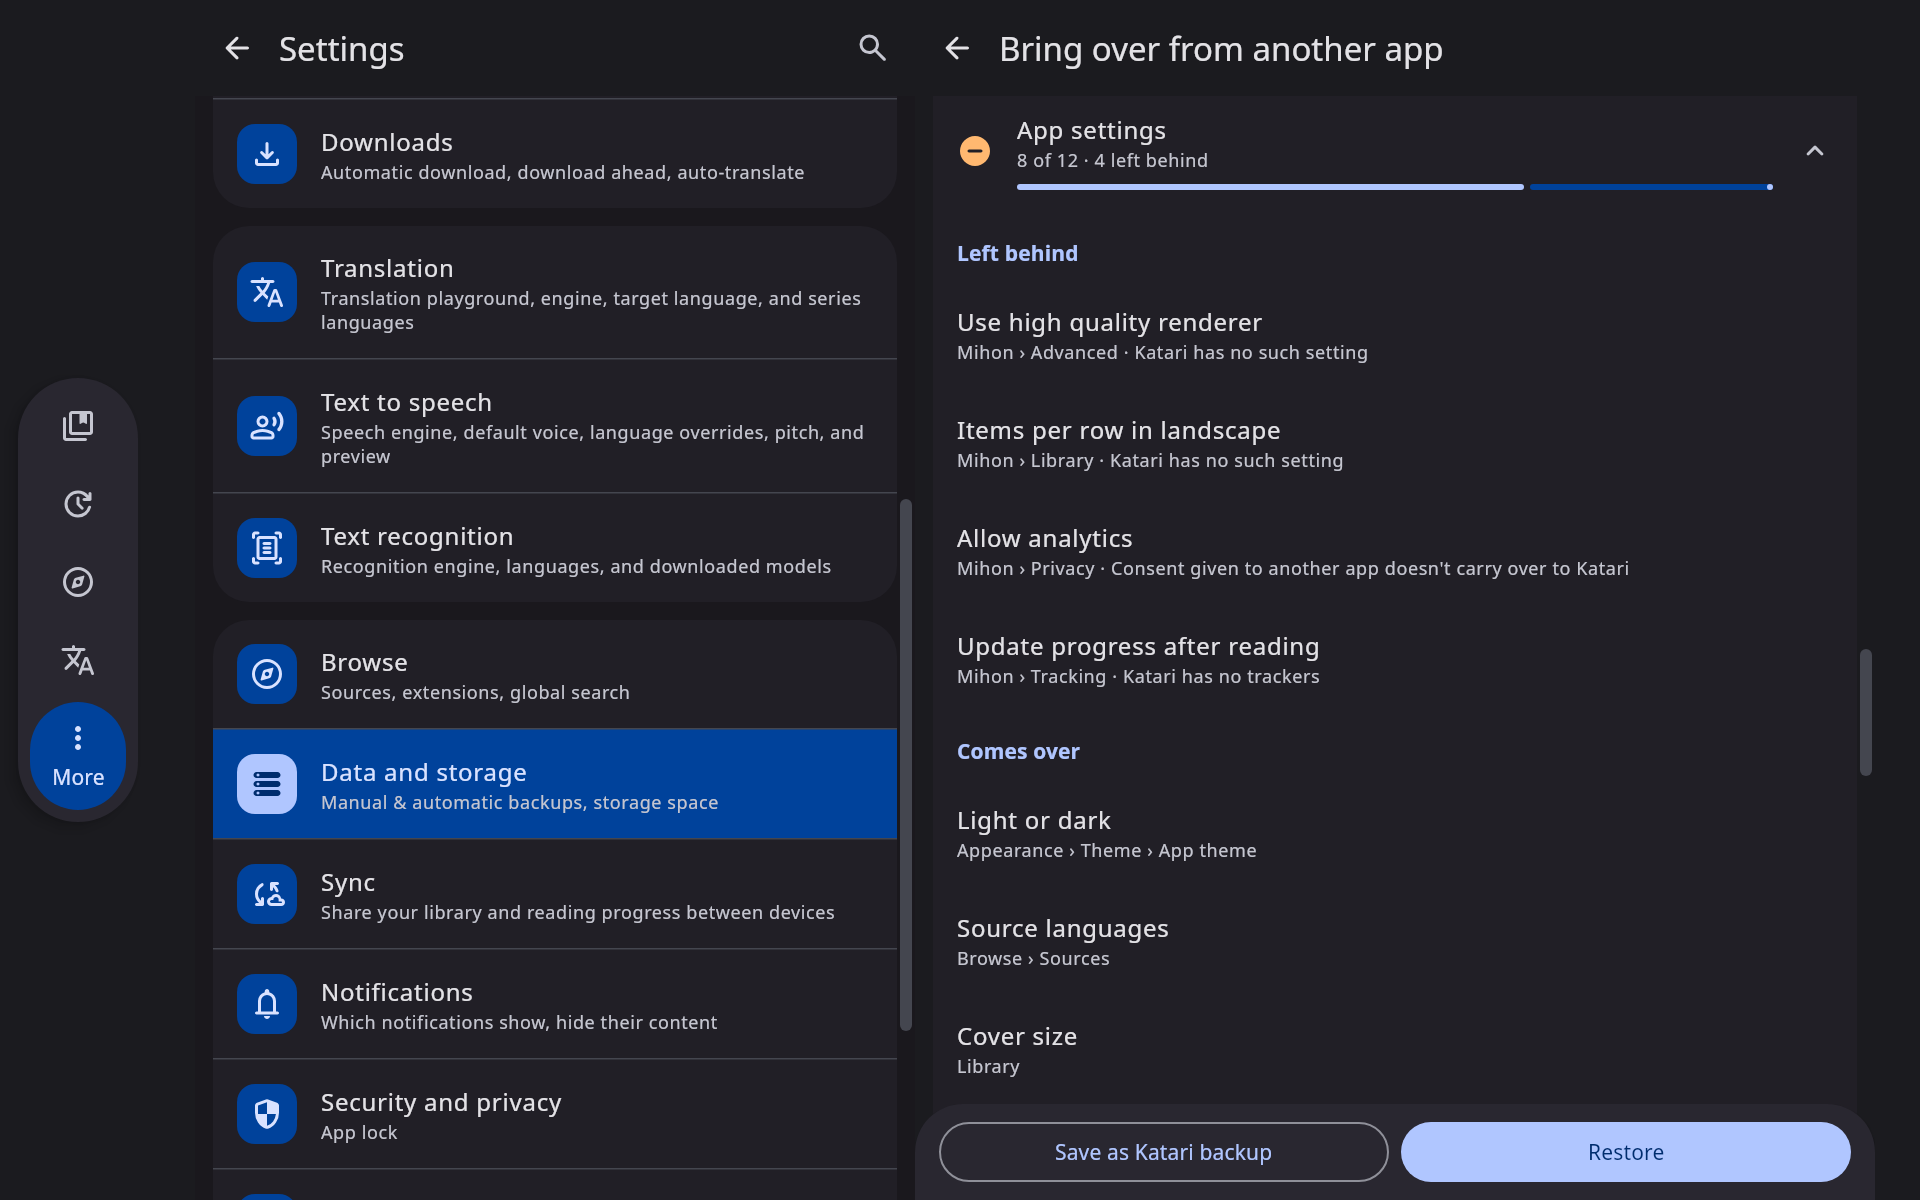 Settings
Downloads
Automatic download, download ahead, auto-translate
Translation
Translation playground, engine, target language, and series
languages
Text to speech
Speech engine, default voice, language overrides, pitch, and
preview
Text recognition
Recognition engine, languages, and downloaded models
Browse
Sources, extensions, global search
Data and storage
Manual & automatic backups, storage space
Sync
Share your library and reading progress between devices
Notifications
Which notifications show, hide their content
Security and privacy
App lock
More
Bring over from another app
App settings
8 of 12 · 4 left behind
Left behind
Use high quality renderer
Mihon › Advanced · Katari has no such setting
Items per row in landscape
Mihon › Library · Katari has no such setting
Allow analytics
Mihon › Privacy · Consent given to another app doesn't carry over to Katari
Update progress after reading
Mihon › Tracking · Katari has no trackers
Comes over
Light or dark
Appearance › Theme › App theme
Source languages
Browse › Sources
Cover size
Library
Save as Katari backup
Restore